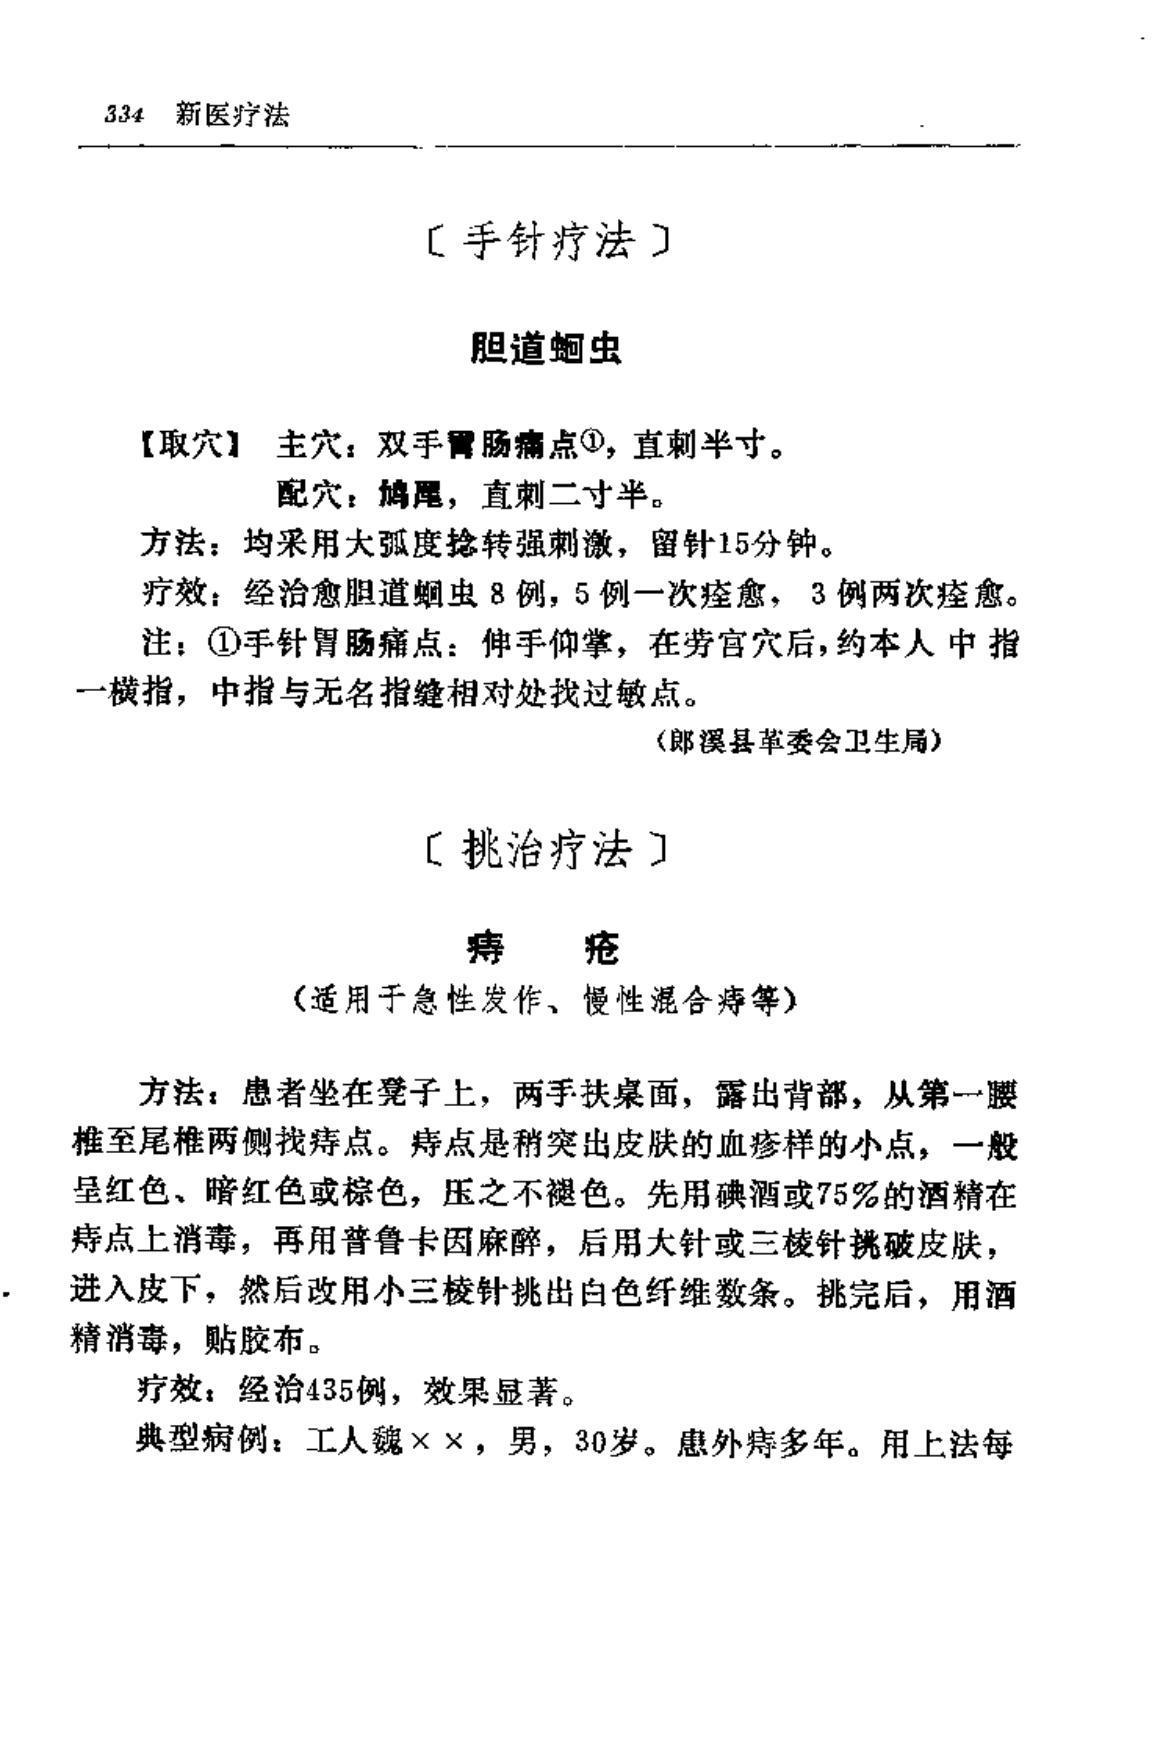 334 新医疗法
〔手针疗法〕
胆道蛔虫
【取穴】 主穴：双手胃肠痛点①，直刺半寸。
配穴：鸠尾，直刺二寸半。
方法：均采用大弧度捻转强刺激，留针15分钟。
疗效：经治愈胆道蛔虫8例，5例一次痊愈，3例两次痊愈。
注：①手针胃肠痛点：伸手仰掌，在劳宫穴后，约本人中指
一横指，中指与无名指缝相对处找过敏点。
（郎溪县革委会卫生局）
〔挑治疗法〕
痔 疮
（适用于急性发作、慢性混合痔等）
方法：患者坐在凳子上，两手扶桌面，露出背部，从第一腰
椎至尾椎两侧找痔点。痔点是稍突出皮肤的血疹样的小点，一般
呈红色、暗红色或棕色，压之不褪色。先用碘酒或75%的酒精在
痔点上消毒，再用普鲁卡因麻醉，后用大针或三棱针挑破皮肤，
进入皮下，然后改用小三棱针挑出白色纤维数条。挑完后，用酒
精消毒，贴胶布。
疗效：经治435例，效果显著。
典型病例：工人魏××，男，30岁。患外痔多年。用上法每